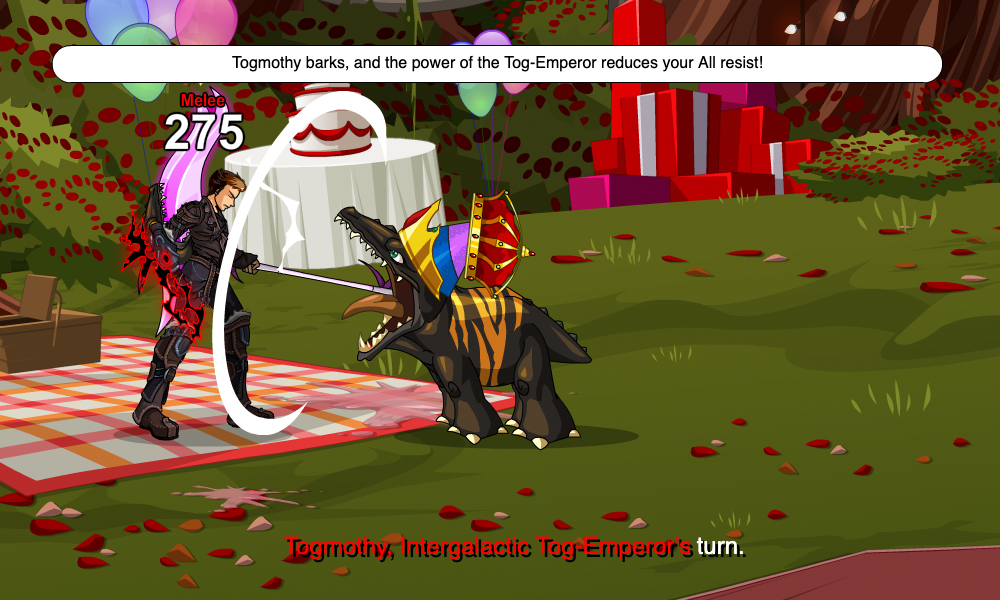 Togmothy barks, and the power of the Tog-Emperor reduces your All resist!
Melee
275
Togmothy, Intergalactic Tog-Emperor's turn.